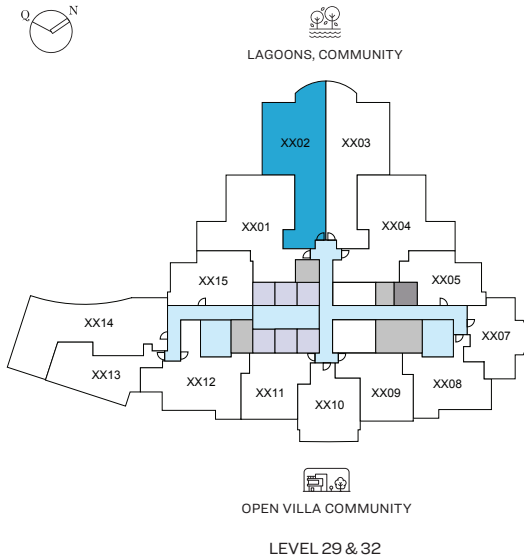 Q N
LAGOONS, COMMUNITY
XX02 XX03
XX01 XX04
XX15 XX05
XX14 XX07
XX13 XX12 XX11 XX10 XX09 XX08
OPEN VILLA COMMUNITY
LEVEL 29 & 32